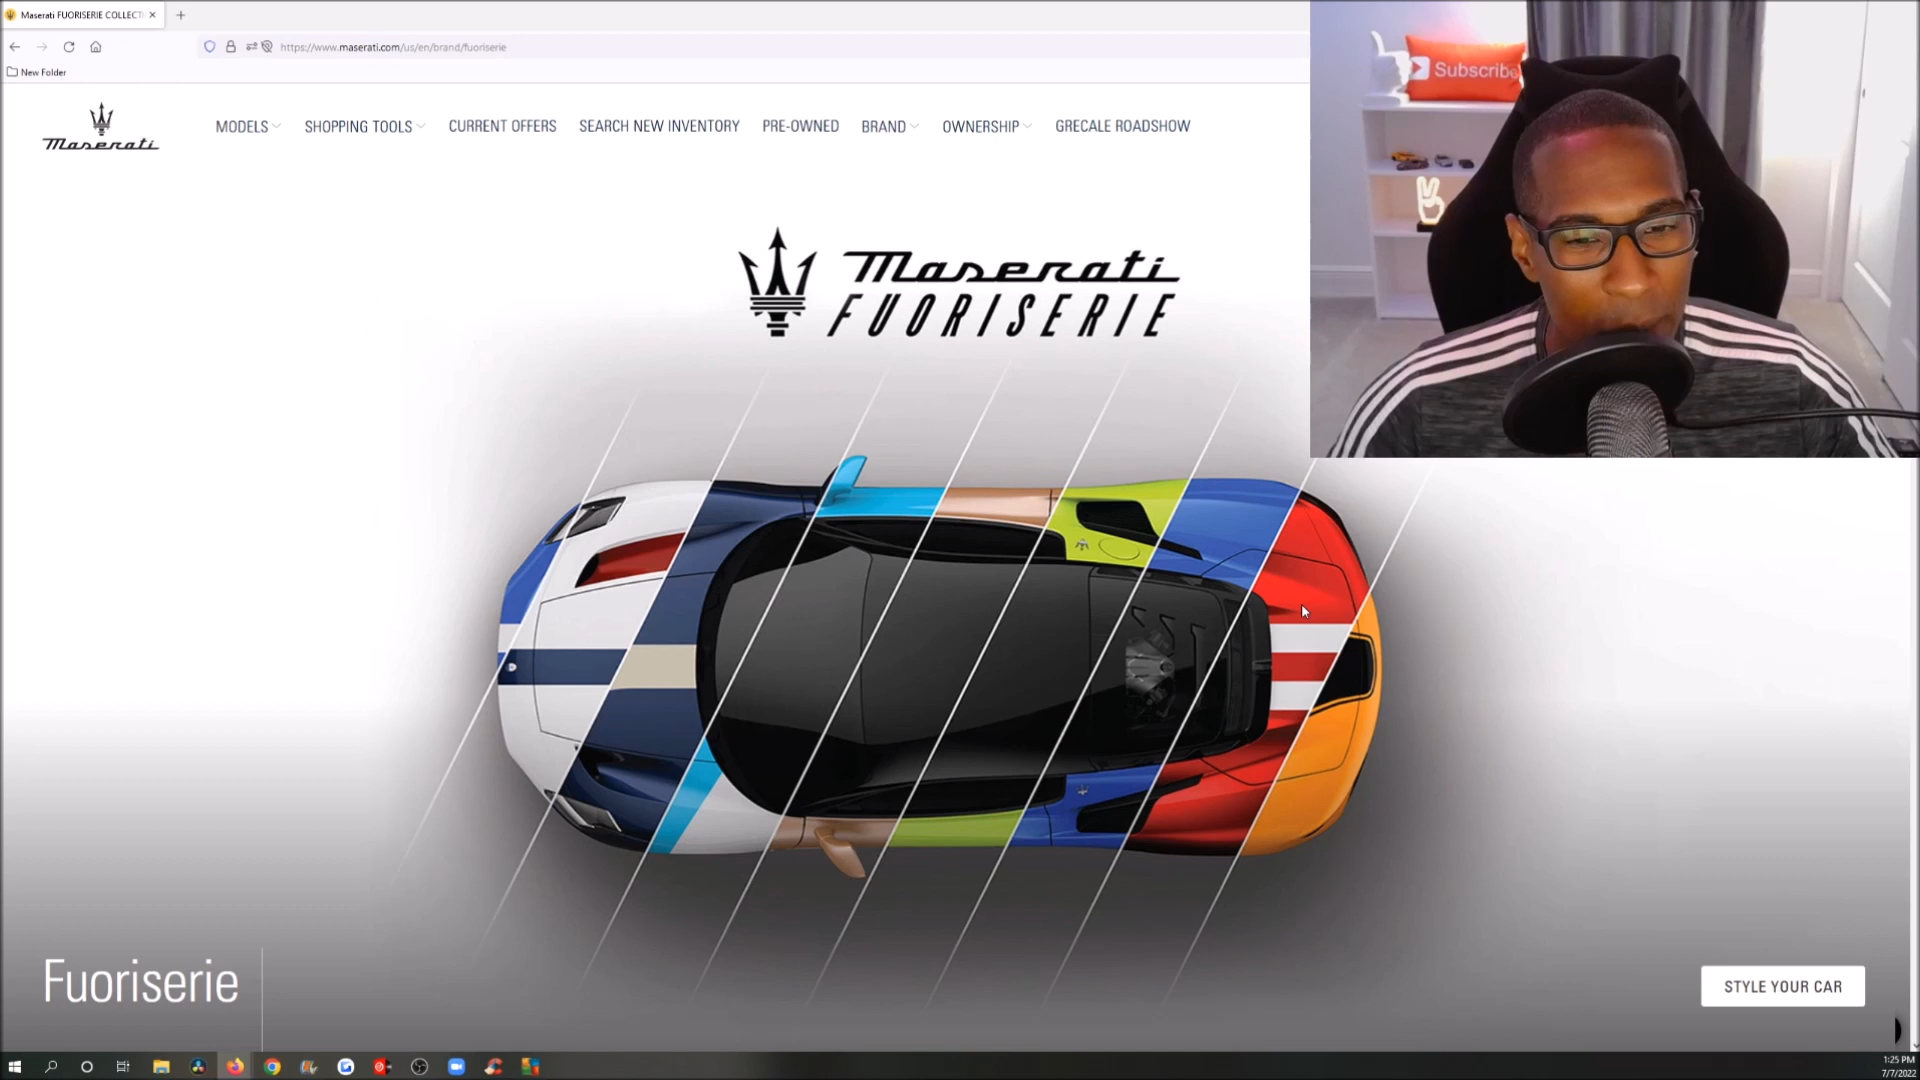 Maserati FUORISERIE COLLECTI
https://www.maserati.com/us/en/brand/fuoriserie
New Folder
Maserati
MODELS
SHOPPING TOOLS
CURRENT OFFERS
SEARCH NEW INVENTORY
PRE-OWNED
BRAND
OWNERSHIP
GRECALE ROADSHOW
Subscribe
Maserati
FUORISERIE
Fuoriserie
STYLE YOUR CAR
1:25 PM
7/7/2022